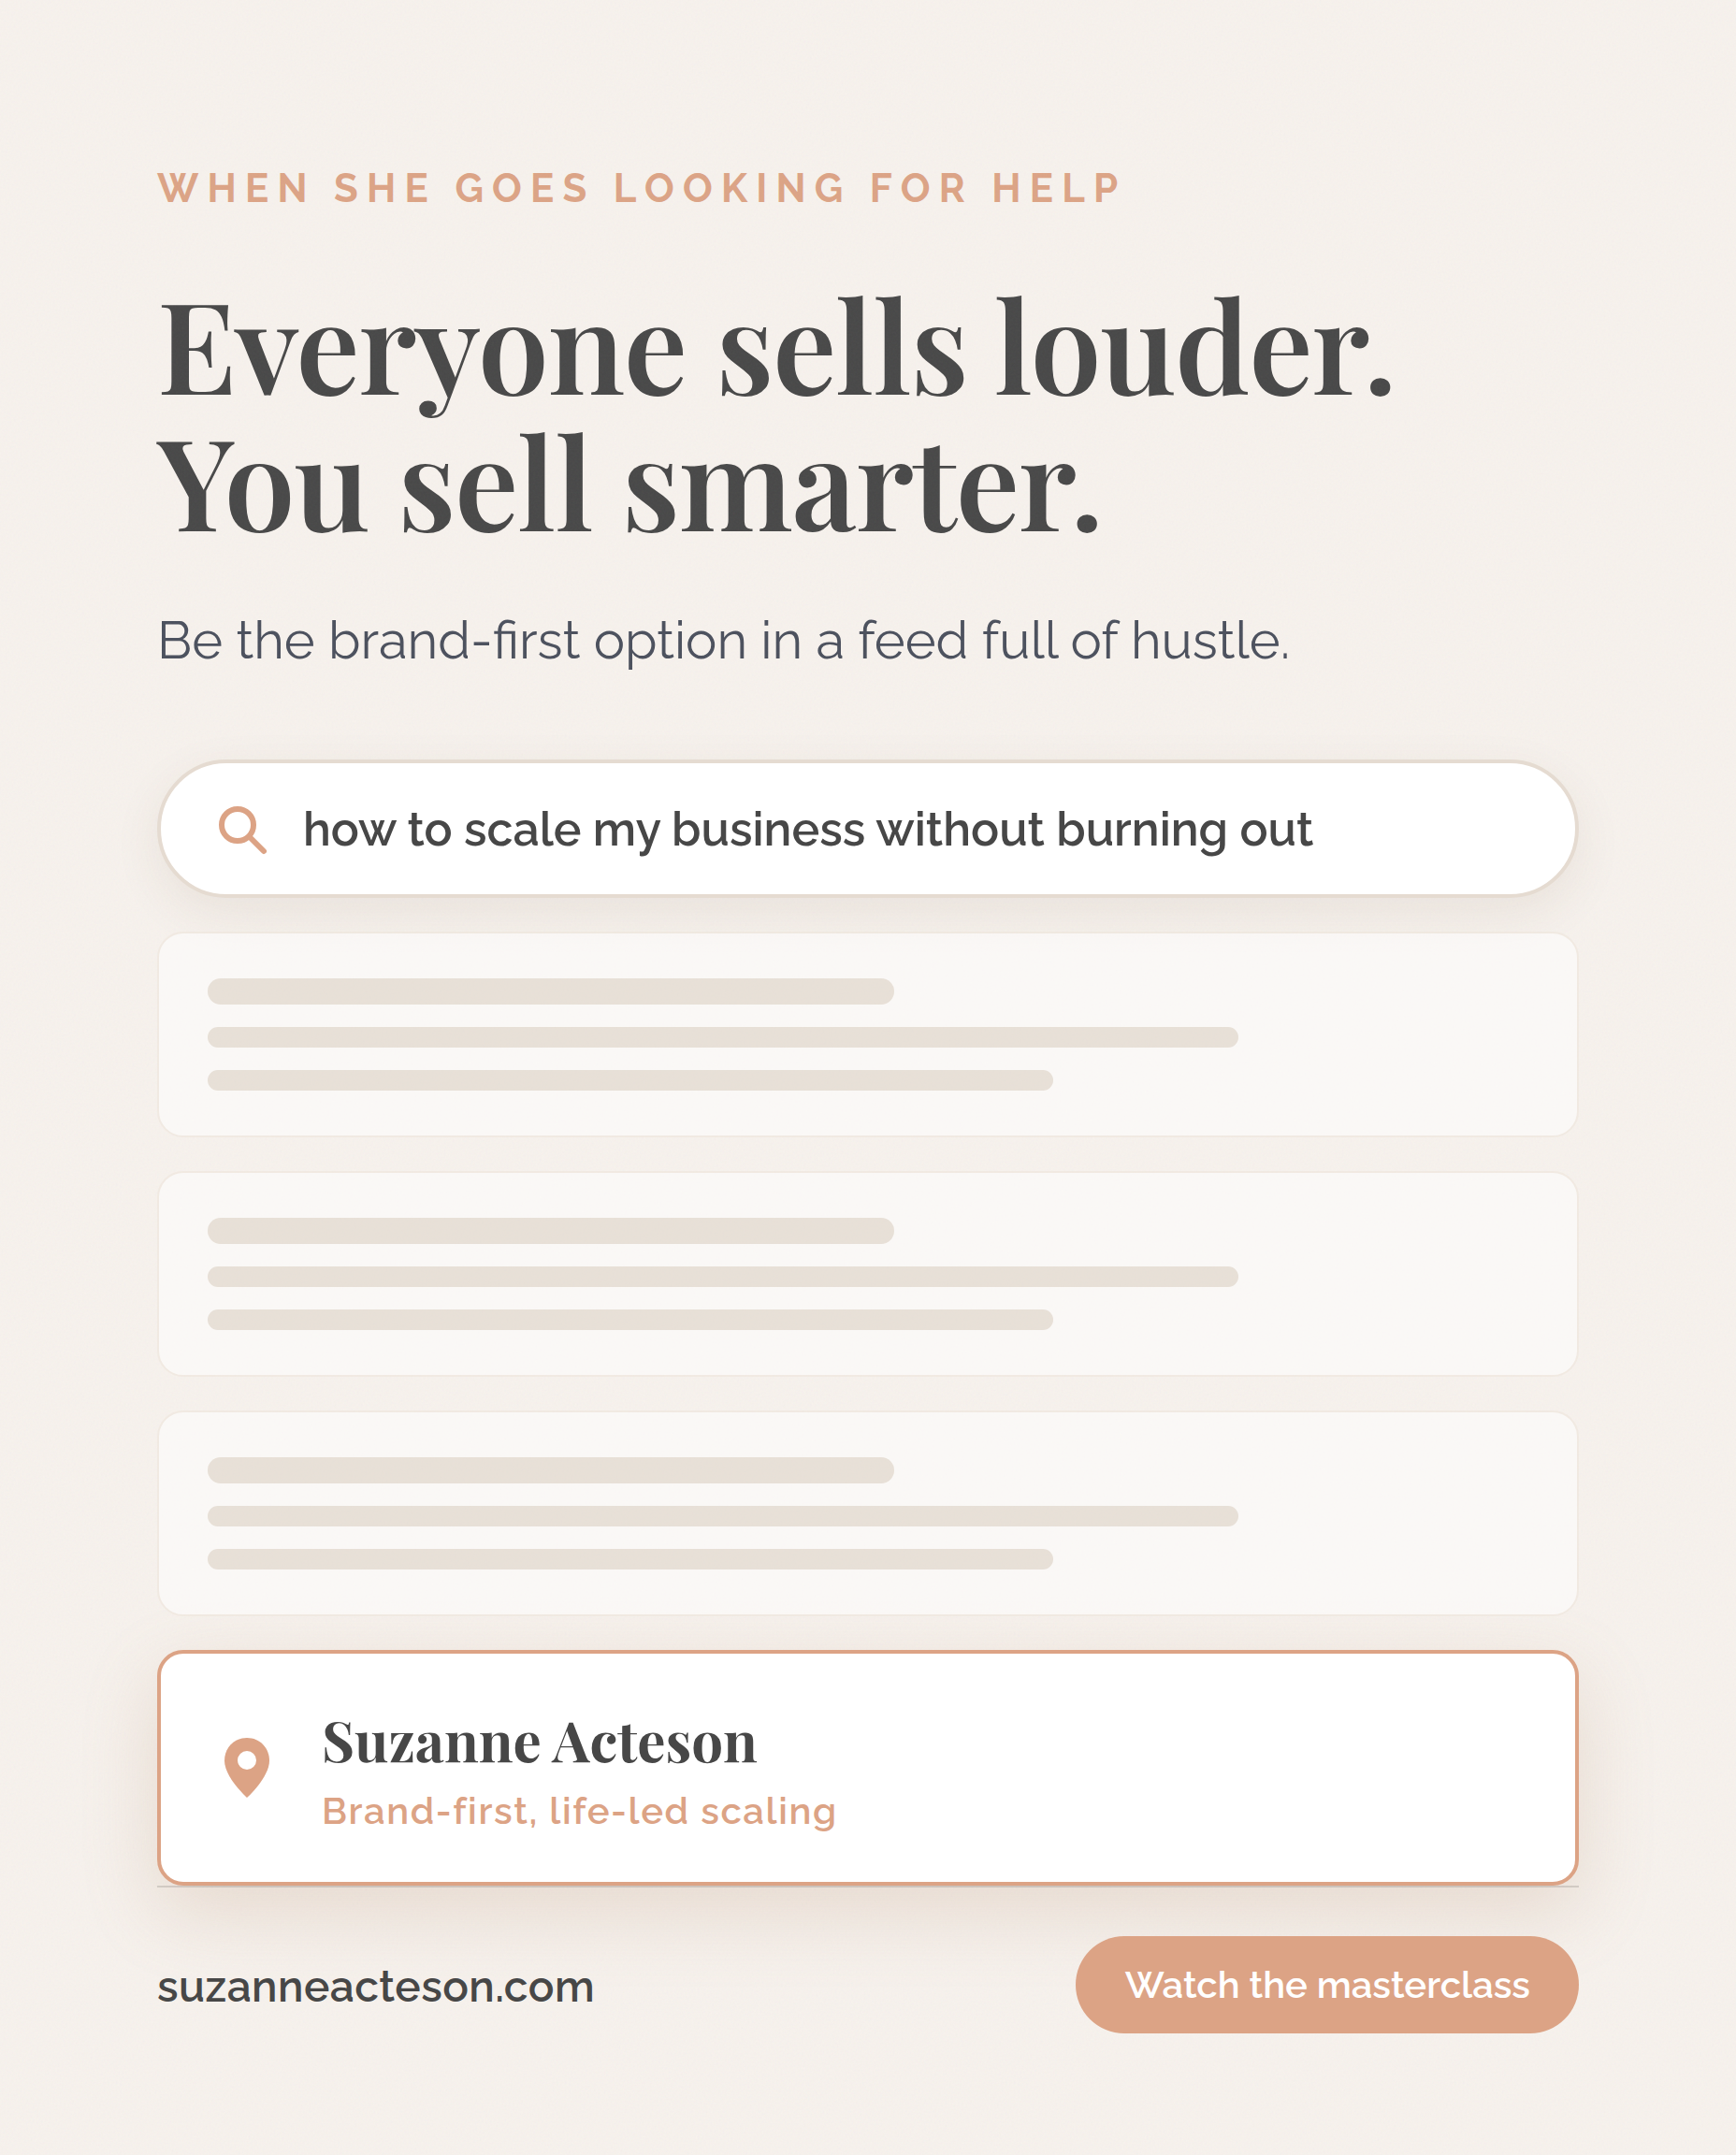 WHEN SHE GOES LOOKING FOR HELP
Everyone sells louder.
You sell smarter.
Be the brand-first option in a feed full of hustle.
how to scale my business without burning out
Suzanne Acteson
Brand-first, life-led scaling
suzanneacteson.com
Watch the masterclass